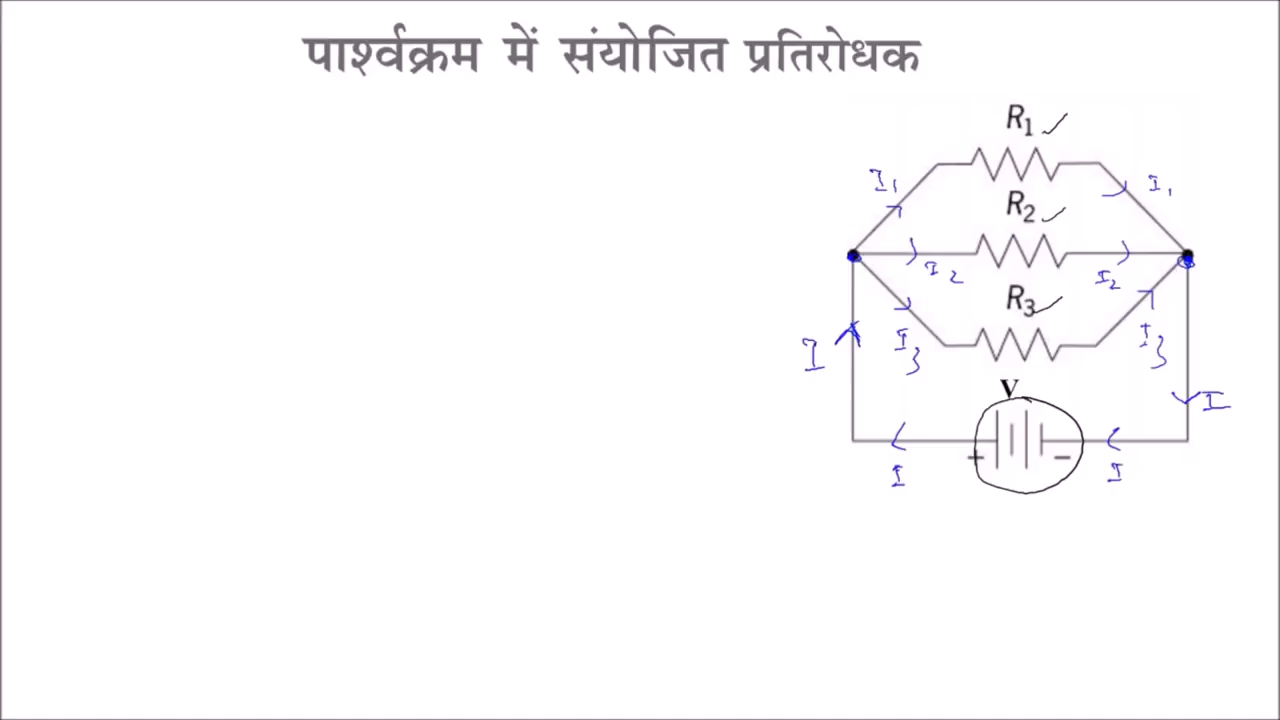 पार्श्वक्रम में संयोजित प्रतिरोधक
R1
I1 I1
R2
I2 I2
R3
I I3 I3
V
I
+ −
I I